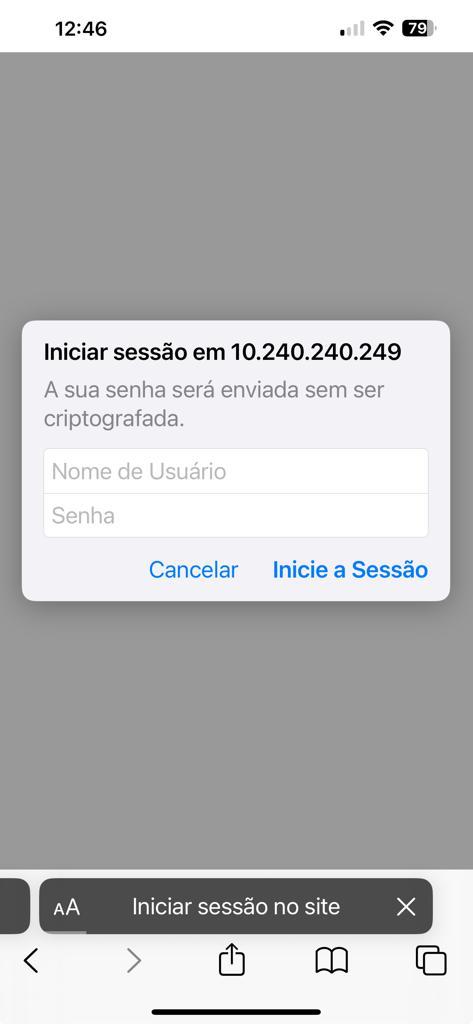 12:46
79
Iniciar sessão em 10.240.240.249
A sua senha será enviada sem ser
criptografada.
Nome de Usuário
Senha
Cancelar Inicie a Sessão
AA Iniciar sessão no site